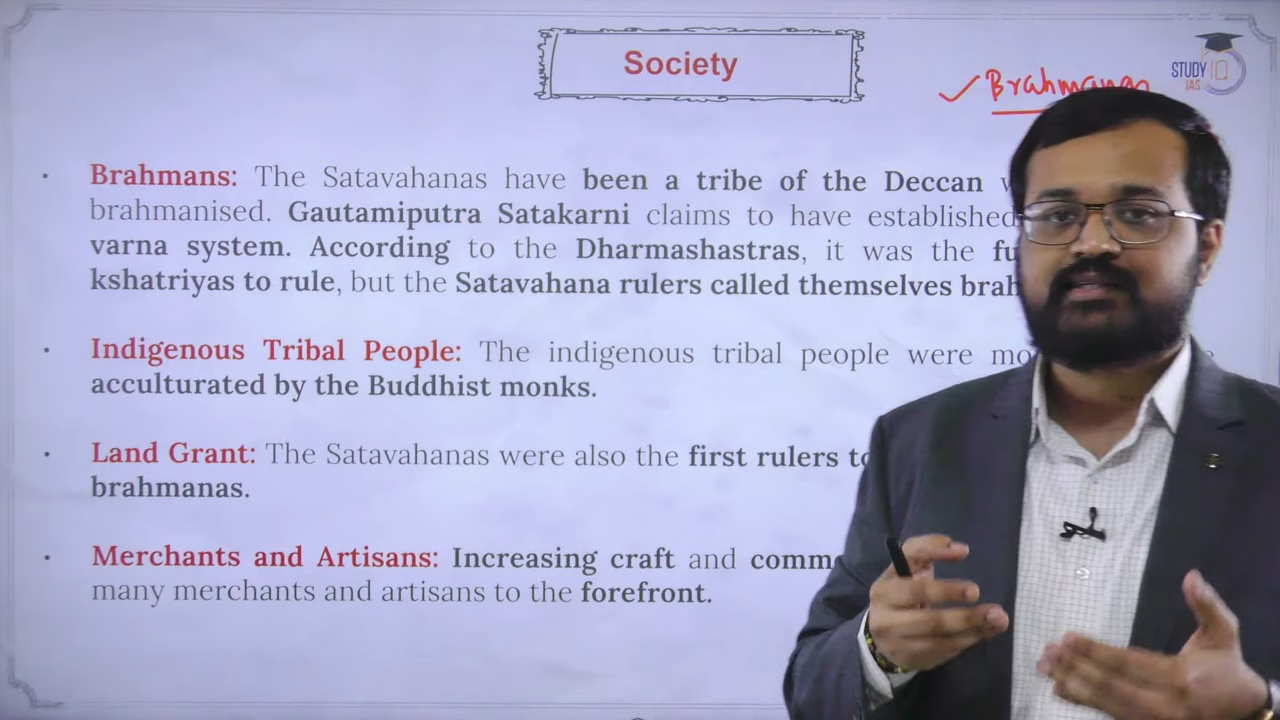 Society
Brahmanas
STUDY IQ
IAS
Brahmans: The Satavahanas have been a tribe of the Deccan
brahmanised. Gautamiputra Satakarni claims to have established
varna system. According to the Dharmashastras, it was the
kshatriyas to rule, but the Satavahana rulers called themselves
Indigenous Tribal People: The indigenous tribal people were
acculturated by the Buddhist monks.
Land Grant: The Satavahanas were also the first rulers
brahmanas.
Merchants and Artisans: Increasing craft and
many merchants and artisans to the forefront.